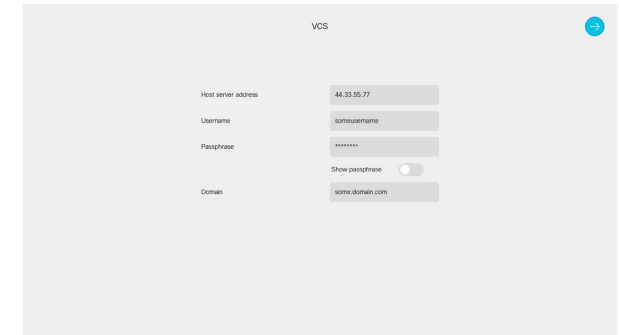 VCS
Host server address 44.33.55.77
Username someusername
Passphrase ********
Show passphrase
Domain some.domain.com